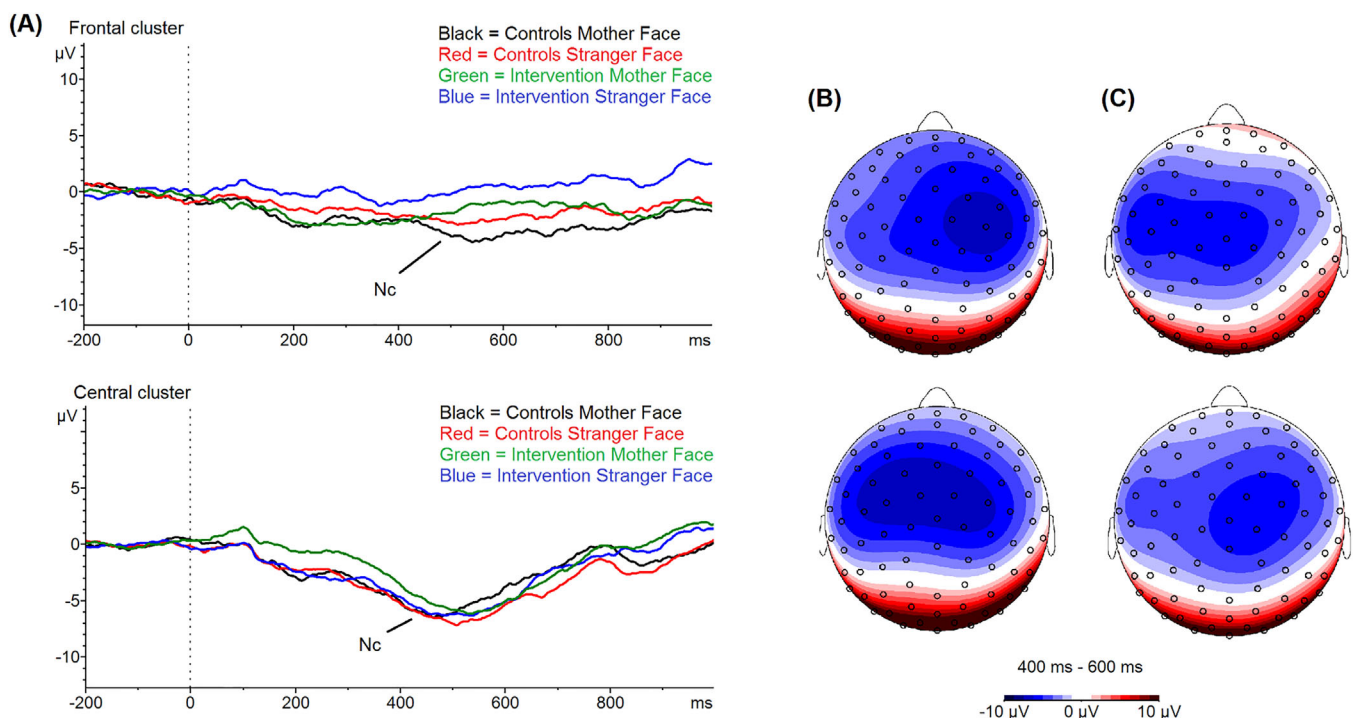 (A)
Frontal cluster
µV
Black = Controls Mother Face
Red = Controls Stranger Face
Green = Intervention Mother Face
Blue = Intervention Stranger Face
10
5
0
-5
-10
Nc
-200 0 200 400 600 800 ms
Central cluster
µV
Black = Controls Mother Face
Red = Controls Stranger Face
Green = Intervention Mother Face
Blue = Intervention Stranger Face
5
0
-5
-10
Nc
-200 0 200 400 600 800 ms
(B)
(C)
400 ms - 600 ms
-10 µV 0 µV 10 µV